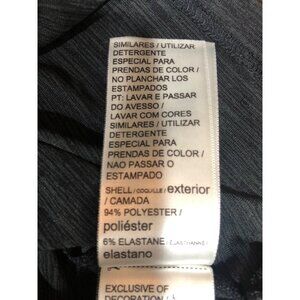 SIMILARES / UTILIZAR
DETERGENTE
ESPECIAL PARA
PRENDAS DE COLOR /
NO PLANCHAR LOS
ESTAMPADOS
PT: LAVAR E PASSAR
DO AVESSO /
LAVAR COM CORES
SIMILARES / UTILIZAR
DETERGENTE
ESPECIAL PARA
PRENDAS DE COLOR /
NAO PASSAR O
ESTAMPADO
SHELL / COQUILLE / exterior
/ CAMADA
94% POLYESTER /
poliéster
6% ELASTANE / ELASTHANNE /
elastano
EXCLUSIVE OF
DECORATION /